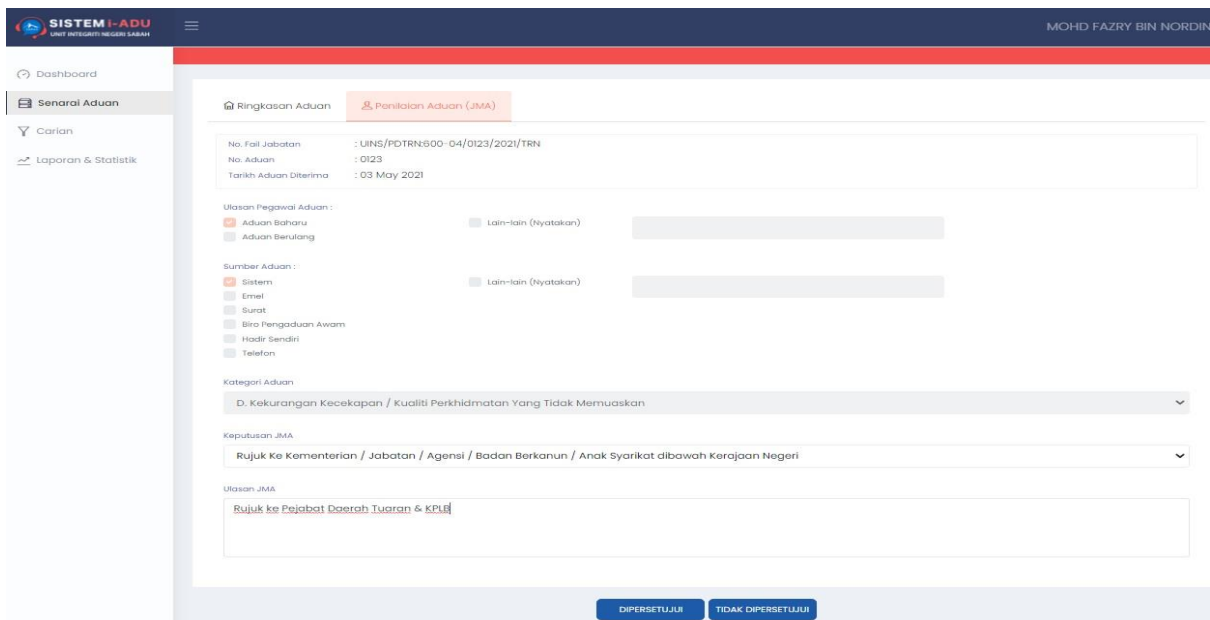 SISTEM i-ADU
UNIT INTEGRITI NEGERI SABAH
MOHD FAZRY BIN NORDIN
Dashboard
Senarai Aduan
Carian
Laporan & Statistik
Ringkasan Aduan
Penilaian Aduan (JMA)
No. Fail Jabatan : UINS/PDTRN:600-04/0123/2021/TRN
No. Aduan : 0123
Tarikh Aduan Diterima : 03 May 2021
Ulasan Pegawai Aduan :
Aduan Baharu Lain-lain (Nyatakan)
Aduan Berulang
Sumber Aduan :
Sistem Lain-lain (Nyatakan)
Emel
Surat
Biro Pengaduan Awam
Hadir Sendiri
Telefon
Kategori Aduan
D. Kekurangan Kecekapan / Kualiti Perkhidmatan Yang Tidak Memuaskan
Keputusan JMA
Rujuk Ke Kementerian / Jabatan / Agensi / Badan Berkanun / Anak Syarikat dibawah Kerajaan Negeri
Ulasan JMA
Rujuk ke Pejabat Daerah Tuaran & KPLB
DIPERSETUJUI
TIDAK DIPERSETUJUI